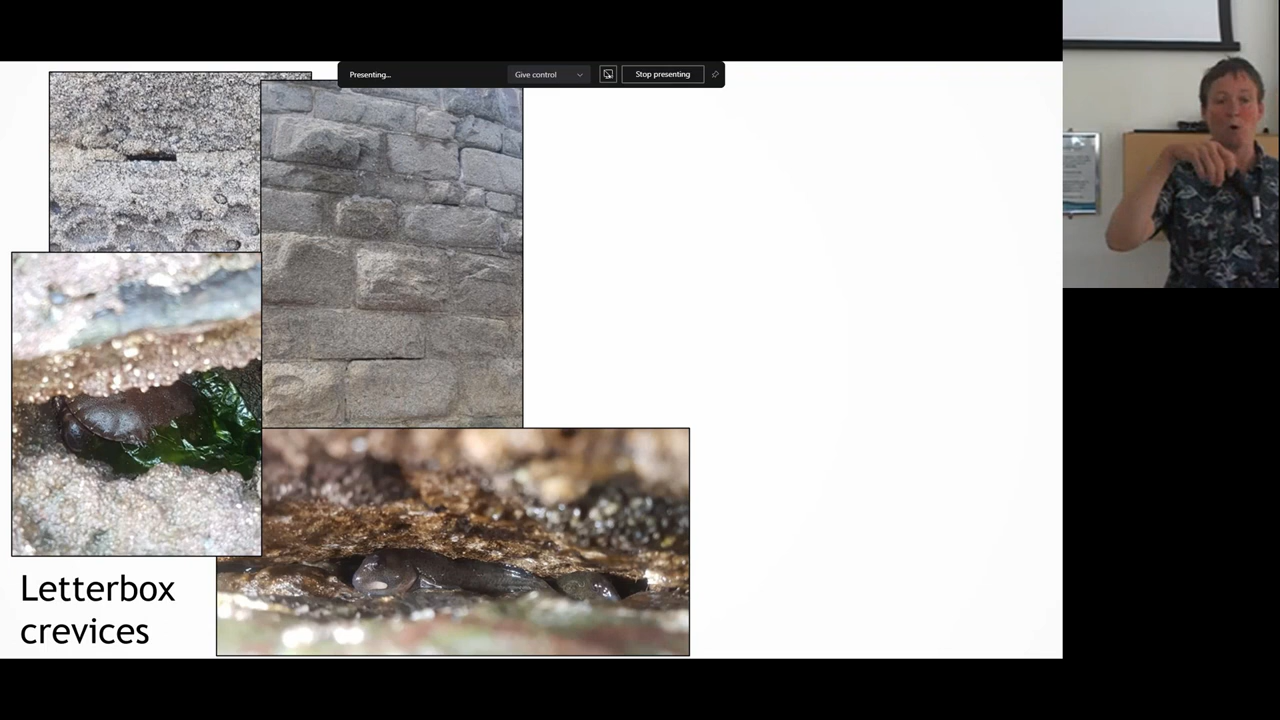 Presenting...
Give control
Stop presenting
Letterbox
crevices